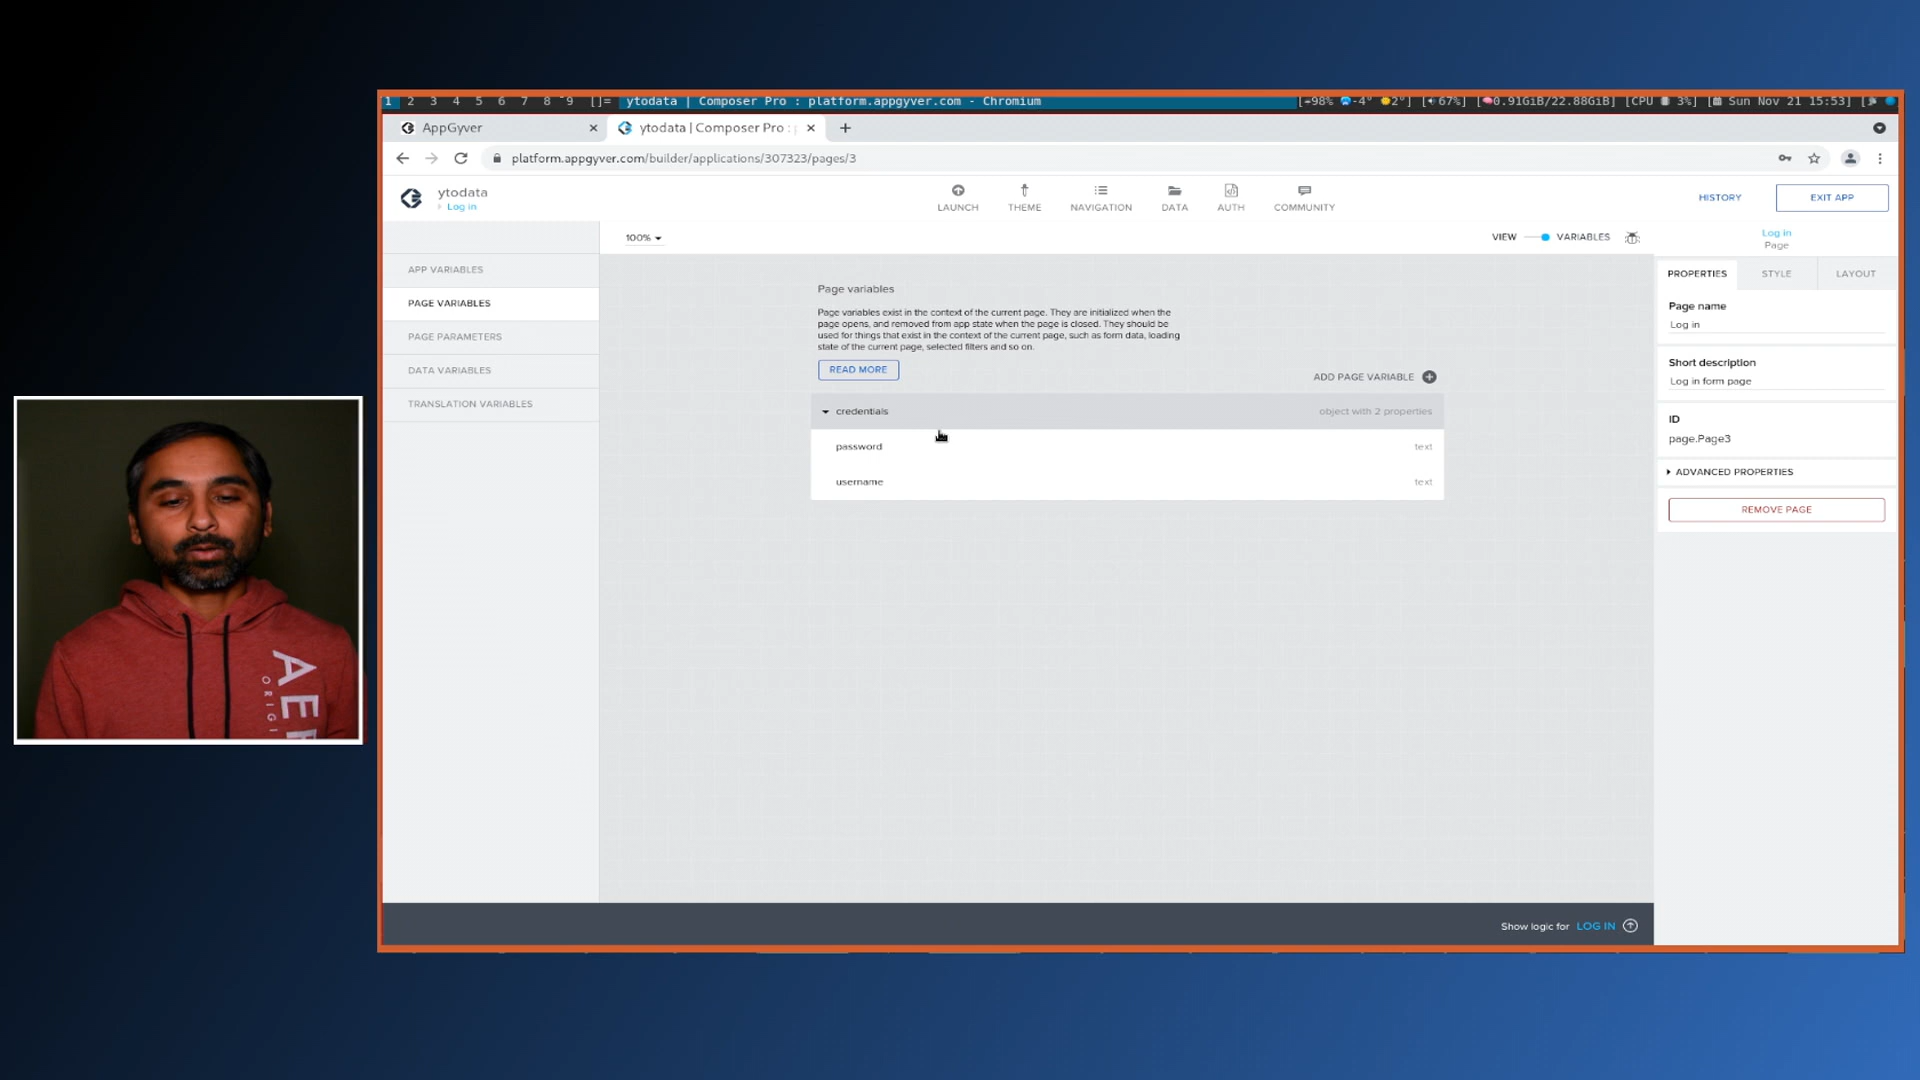 1 2 3 4 5 6 7 8 9 []= ytodata | Composer Pro : platform.appgyver.com - Chromium
98% -4° 2°] [67%] [0.91GiB/22.88GiB] [CPU 3%] [Sun Nov 21 15:53]
AppGyver
ytodata | Composer Pro :
platform.appgyver.com/builder/applications/307323/pages/3
ytodata
Log in
LAUNCH
THEME
NAVIGATION
DATA
AUTH
COMMUNITY
HISTORY
EXIT APP
100%
VIEW
VARIABLES
Log in
Page
APP VARIABLES
PAGE VARIABLES
PAGE PARAMETERS
DATA VARIABLES
TRANSLATION VARIABLES
Page variables
Page variables exist in the context of the current page. They are initialized when the
page opens, and removed from app state when the page is closed. They should be
used for things that exist in the context of the current page, such as form data, loading
state of the current page, selected filters and so on.
READ MORE
ADD PAGE VARIABLE
credentials
object with 2 properties
password
text
username
text
PROPERTIES
STYLE
LAYOUT
Page name
Log in
Short description
Log in form page
ID
page.Page3
ADVANCED PROPERTIES
REMOVE PAGE
Show logic for LOG IN
AE
ORIGI